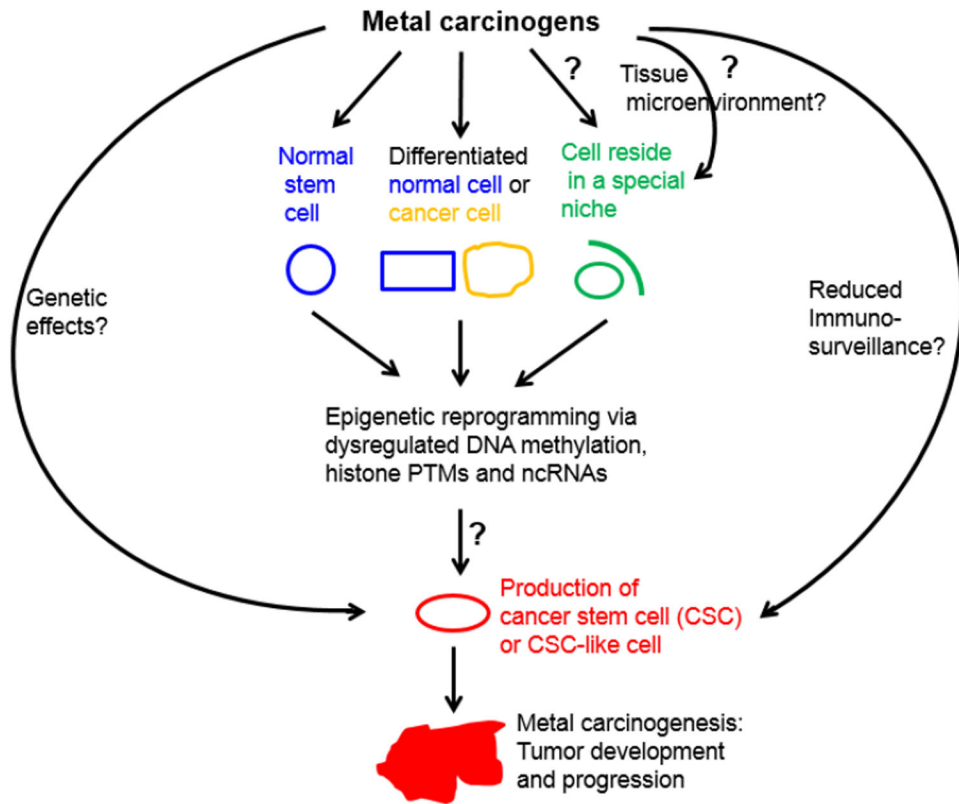 Metal carcinogens
?
Tissue ?
microenvironment?
Normal
stem
cell
Differentiated
normal cell or
cancer cell
Cell reside
in a special
niche
Genetic
effects?
Reduced
Immuno-
surveillance?
Epigenetic reprogramming via
dysregulated DNA methylation,
histone PTMs and ncRNAs
?
Production of
cancer stem cell (CSC)
or CSC-like cell
Metal carcinogenesis:
Tumor development
and progression